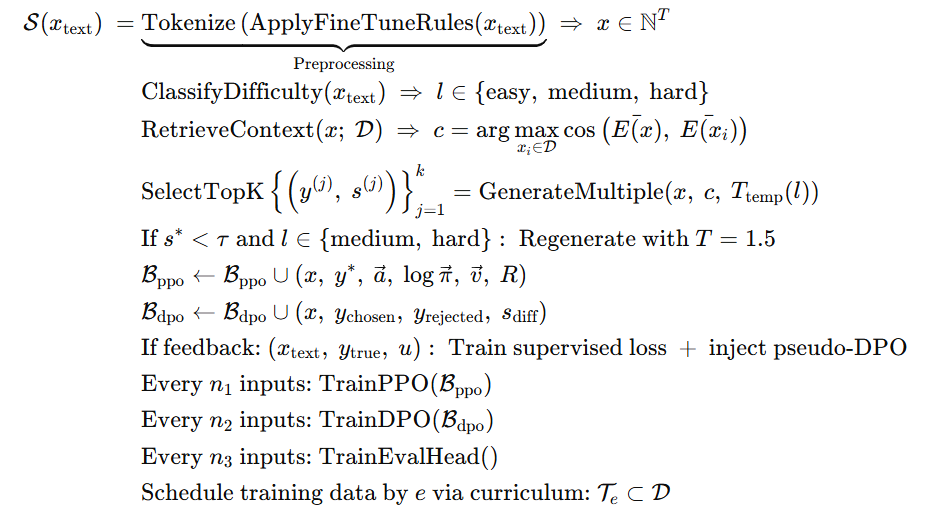 𝒮(x_text) = Tokenize (ApplyFineTuneRules(x_text)) ⇒ x ∈ ℕ^T
Preprocessing
ClassifyDifficulty(x_text) ⇒ l ∈ {easy, medium, hard}
RetrieveContext(x; 𝒟) ⇒ c = arg max_{x_i∈𝒟} cos (E(̄x), E(̄x_i))
SelectTopK {(y^(j), s^(j))}_{j=1}^k = GenerateMultiple(x, c, T_temp(l))
If s* < τ and l ∈ {medium, hard} : Regenerate with T = 1.5
ℬ_ppo ← ℬ_ppo ∪ (x, y*, a⃗, log π⃗, v⃗, R)
ℬ_dpo ← ℬ_dpo ∪ (x, y_chosen, y_rejected, s_diff)
If feedback: (x_text, y_true, u) : Train supervised loss + inject pseudo-DPO
Every n_1 inputs: TrainPPO(ℬ_ppo)
Every n_2 inputs: TrainDPO(ℬ_dpo)
Every n_3 inputs: TrainEvalHead()
Schedule training data by e via curriculum: 𝒯_e ⊂ 𝒟